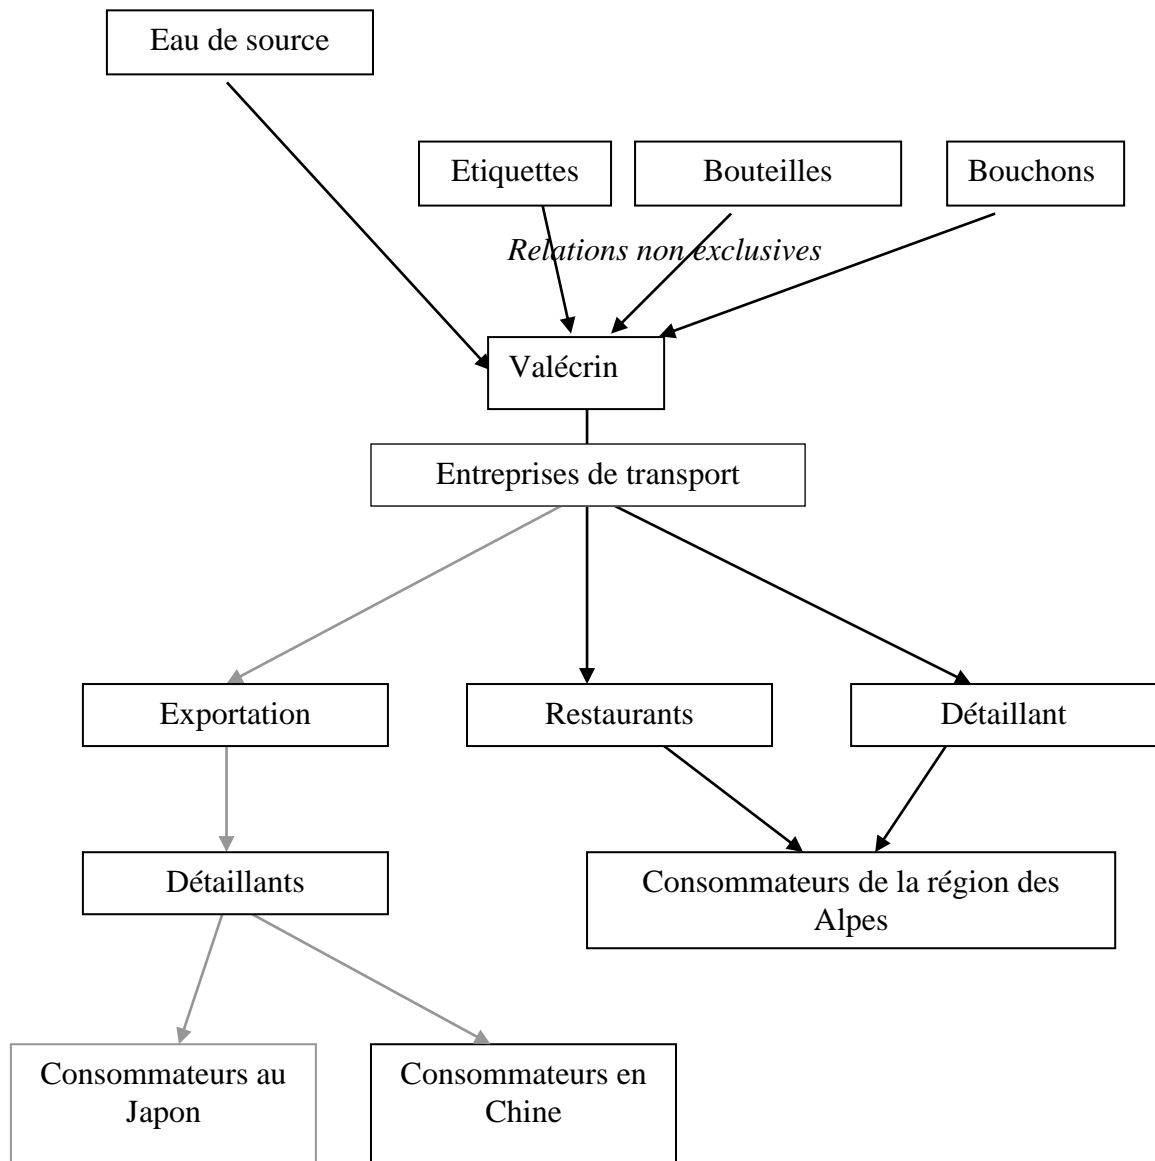 Eau de source
Etiquettes
Bouteilles
Bouchons
Relations non exclusives
Valécrin
Entreprises de transport
Exportation
Restaurants
Détaillant
Détaillants
Consommateurs de la région des
Alpes
Consommateurs au
Japon
Consommateurs en
Chine